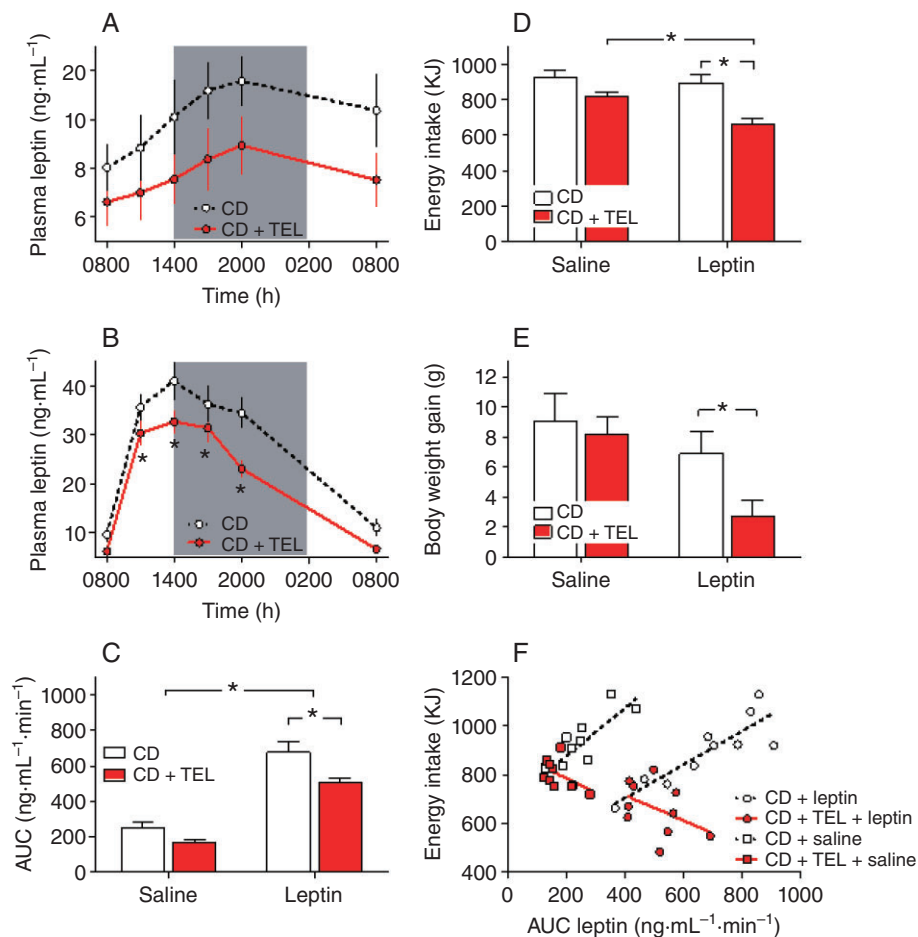 A
Plasma leptin (ng·mL⁻¹)
20
10
8
6
CD
CD + TEL
0800 1400 2000 0200 0800
Time (h)
B
Plasma leptin (ng·mL⁻¹)
40
30
20
10
* * * *
CD
CD + TEL
0800 1400 2000 0200 0800
Time (h)
C
AUC (ng·mL⁻¹·min⁻¹)
1000
800
600
400
200
0
*
*
CD
CD + TEL
Saline Leptin
D
Energy intake (KJ)
1000
800
600
400
200
0
*
*
CD
CD + TEL
Saline Leptin
E
Body weight gain (g)
12
10
8
6
4
2
0
*
CD
CD + TEL
Saline Leptin
F
Energy intake (KJ)
1200
1000
800
600
400
CD + leptin
CD + TEL + leptin
CD + saline
CD + TEL + saline
0 200 400 600 800 1000
AUC leptin (ng·mL⁻¹·min⁻¹)